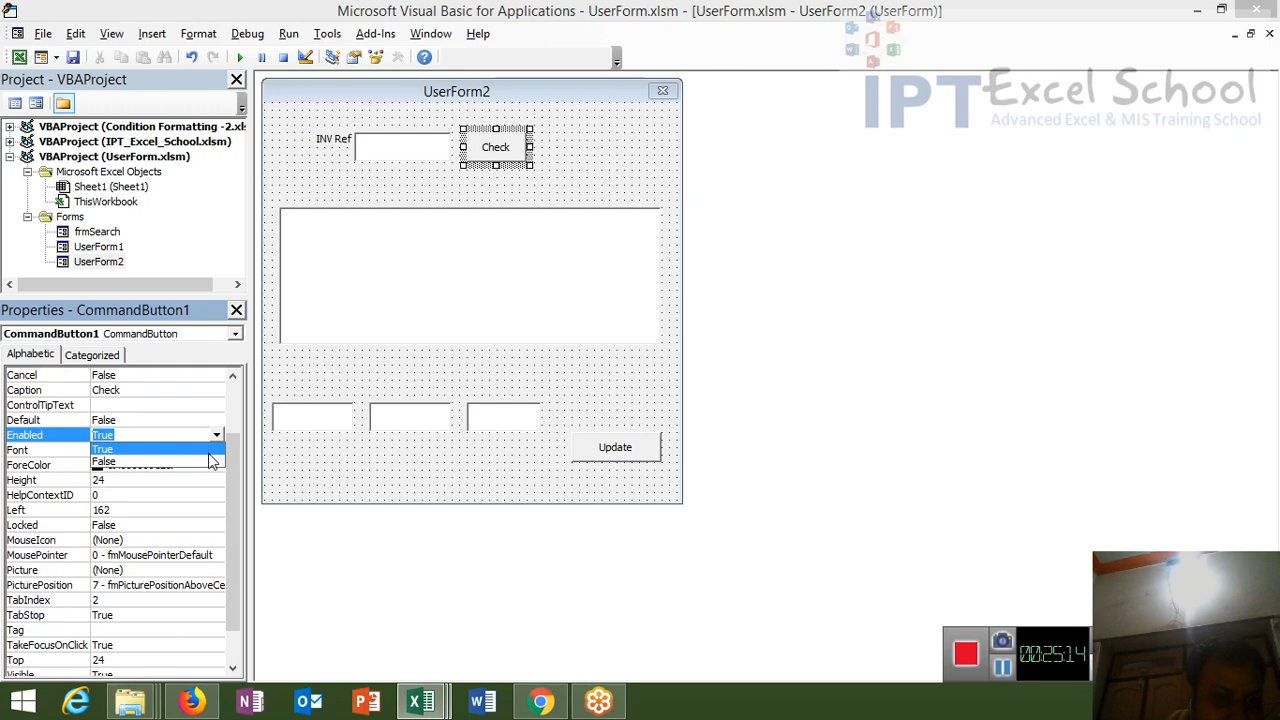 Microsoft Visual Basic for Applications - UserForm.xlsm - [UserForm.xlsm - UserForm2 (UserForm)]
File Edit View Insert Format Debug Run Tools Add-Ins Window Help
IPT Excel School
Advanced Excel & MIS Training School
Project - VBAProject
VBAProject (Condition Formatting -2.xls
VBAProject (IPT_Excel_School.xlsm)
VBAProject (UserForm.xlsm)
Microsoft Excel Objects
Sheet1 (Sheet1)
ThisWorkbook
Forms
frmSearch
UserForm1
UserForm2
UserForm2
INV Ref
Check
Update
Properties - CommandButton1
CommandButton1 CommandButton
Alphabetic Categorized
Cancel False
Caption Check
ControlTipText
Default False
Enabled True
Font True
ForeColor False
Height 24
HelpContextID 0
Left 162
Locked False
MouseIcon (None)
MousePointer 0 - fmMousePointerDefault
Picture (None)
PicturePosition 7 - fmPicturePositionAboveCe
TabIndex 2
TabStop True
Tag
TakeFocusOnClick True
Top 24
Visible True
00:25:14